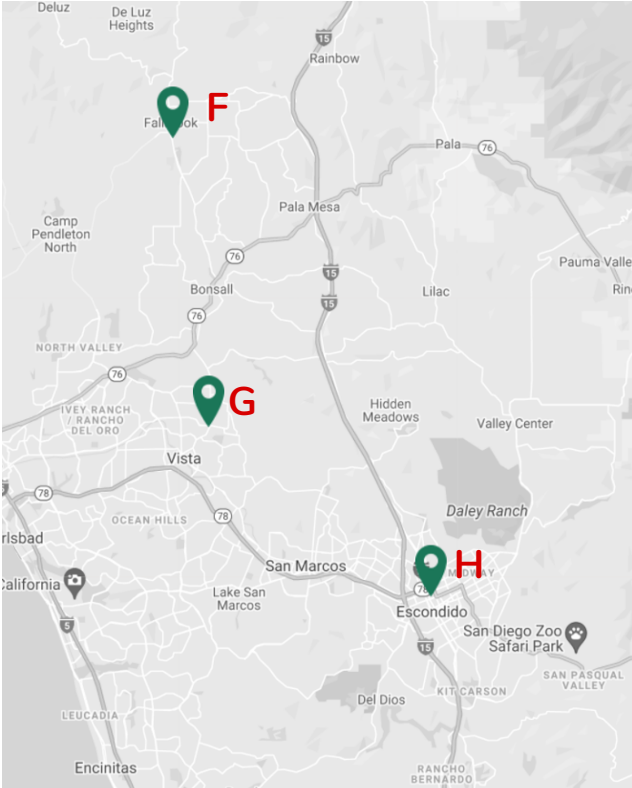 Deluz
De Luz
Heights
15
Rainbow
F
Pala
76
Pala Mesa
Camp
Pendleton
North
76
15
Pauma Valle
Bonsall
Lilac
15
76
NORTH VALLEY
76
G
IVEY RANCH
/ RANCHO
DEL ORO
Hidden
Meadows
Valley Center
Vista
78
78
Daley Ranch
OCEAN HILLS
rlsbad
San Marcos
H
California
78
Lake San
Marcos
Escondido
5
San Diego Zoo
Safari Park
15
SAN PASQUAL
VALLEY
KIT CARSON
Del Dios
LEUCADIA
Encinitas
RANCHO
BERNARDO